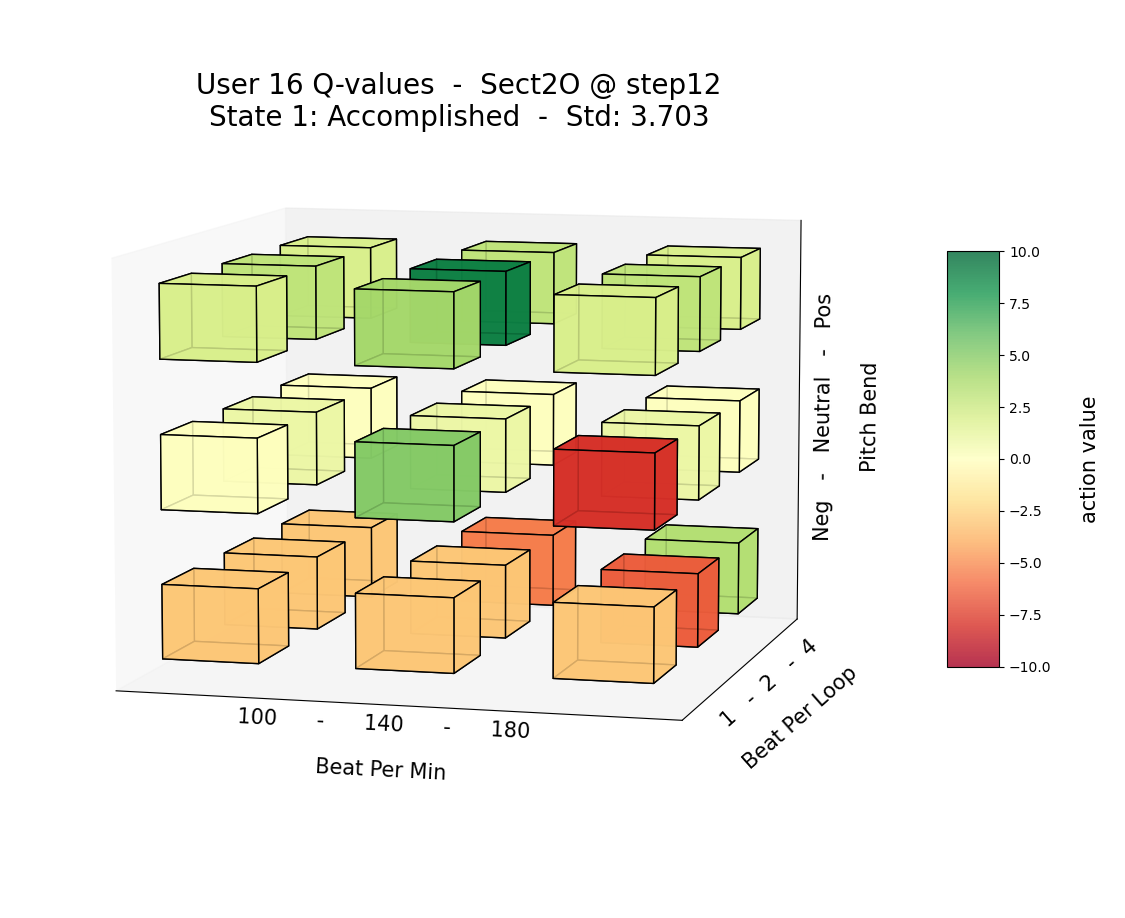 User 16 Q-values  -  Sect2O @ step12
State 1: Accomplished  -  Std: 3.703
Neg  -  Neutral  -  Pos
Pitch Bend
100  -  140  -  180
Beat Per Min
1  -  2  -  4
Beat Per Loop
10.0
7.5
5.0
2.5
0.0
−2.5
−5.0
−7.5
−10.0
action value